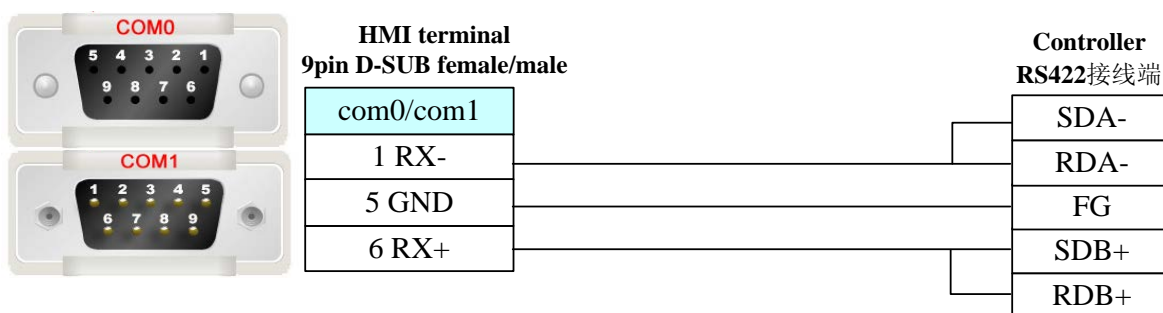 COM0
5 4 3 2 1
9 8 7 6
COM1
1 2 3 4 5
6 7 8 9
HMI terminal
9pin D-SUB female/male
com0/com1
1 RX-
5 GND
6 RX+
Controller
RS422接线端
SDA-
RDA-
FG
SDB+
RDB+